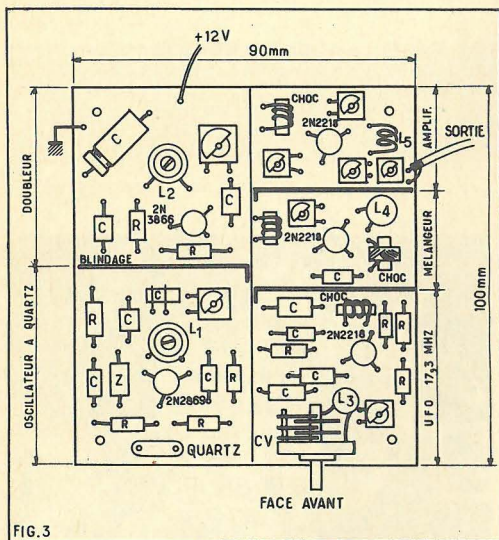 +12V
90mm
DOUBLEUR
C
L2
2N
3866
C
C
R
R
BLINDAGE
CHOC
2N2218
L5
SORTIE
AMPLIF.
2N2218
L4
C
CHOC
MELANGEUR
100mm
OSCILLATEUR A QUARTZ
R
C
C
L1
C
Z
2N2869
C
R
R
R
QUARTZ
C
CHOC
C
R
2N2218
R
R
C
R
C
L3
CV
UFO 17,3 MHZ
FACE AVANT
FIG.3